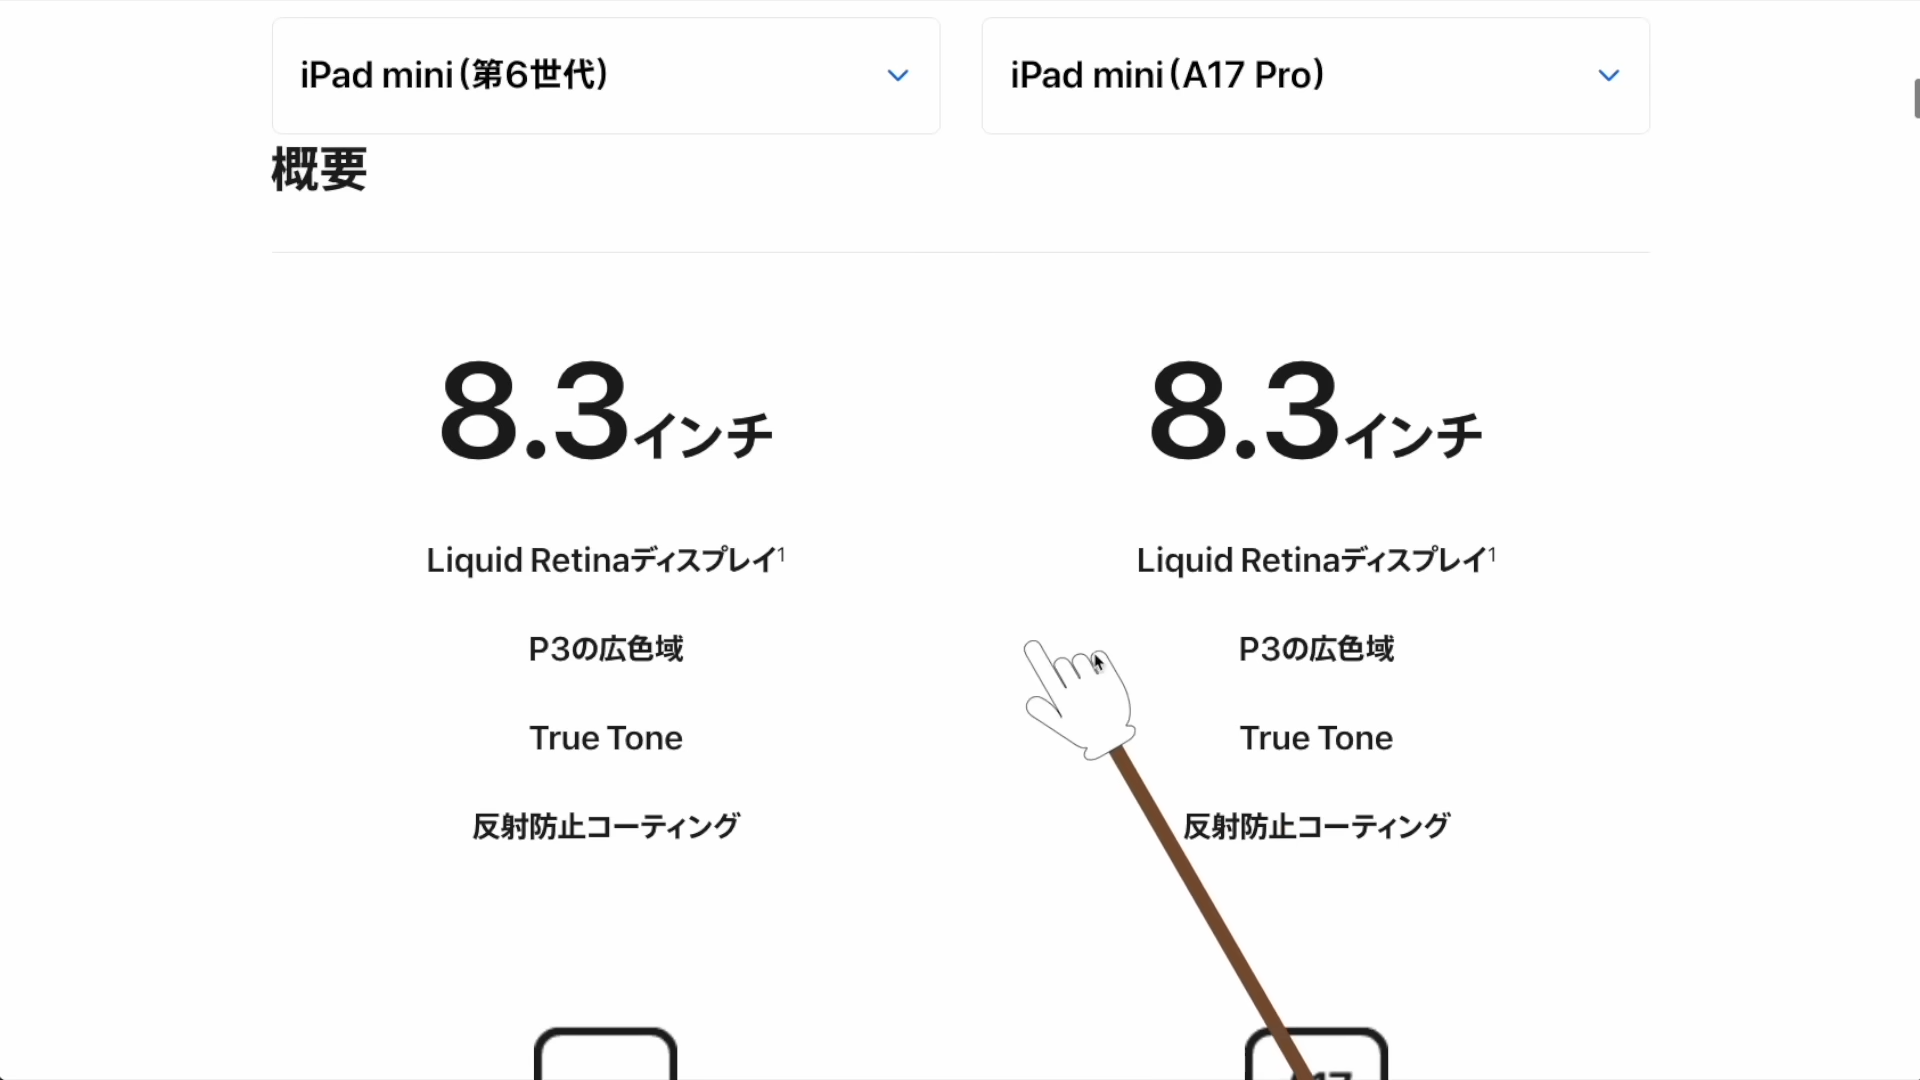 iPad mini（第6世代）
iPad mini（A17 Pro）
概要
8.3インチ
8.3インチ
Liquid Retinaディスプレイ1
Liquid Retinaディスプレイ1
P3の広色域
P3の広色域
True Tone
True Tone
反射防止コーティング
反射防止コーティング